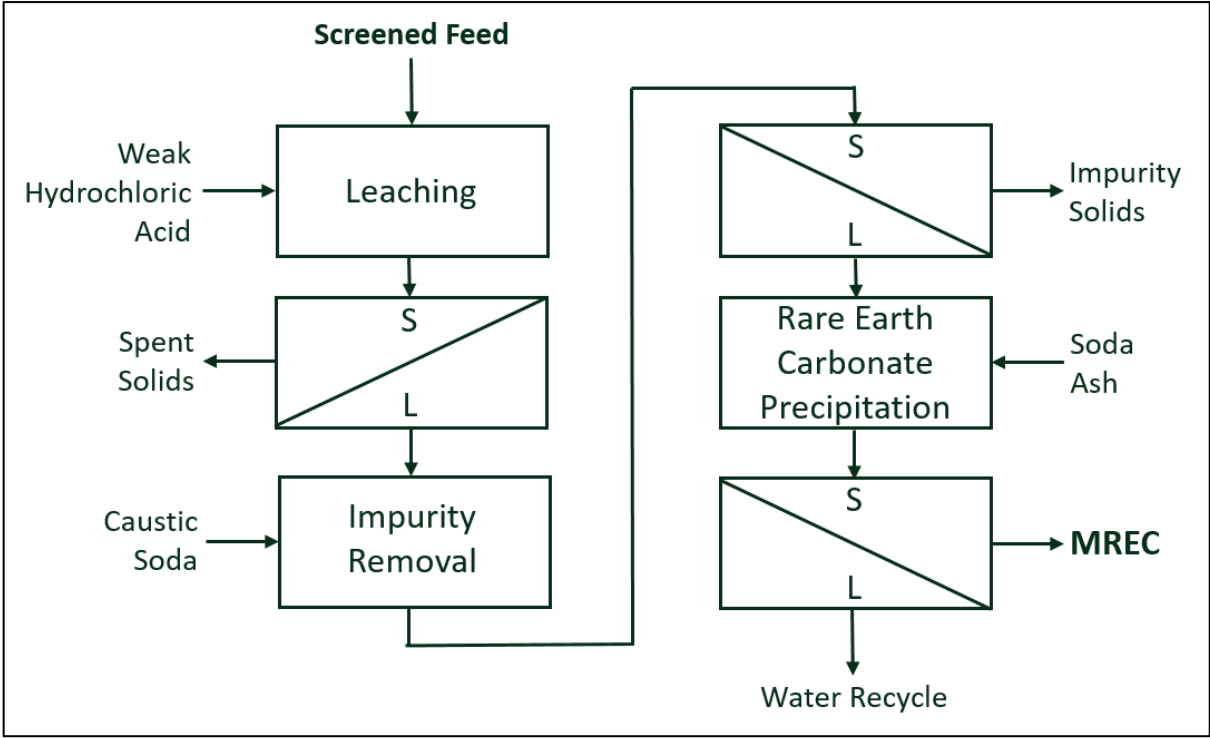 Screened Feed
Weak
Hydrochloric
Acid
Leaching
S
L
Spent
Solids
Caustic
Soda
Impurity
Removal
S
L
Impurity
Solids
Rare Earth
Carbonate
Precipitation
Soda
Ash
S
L
MREC
Water Recycle